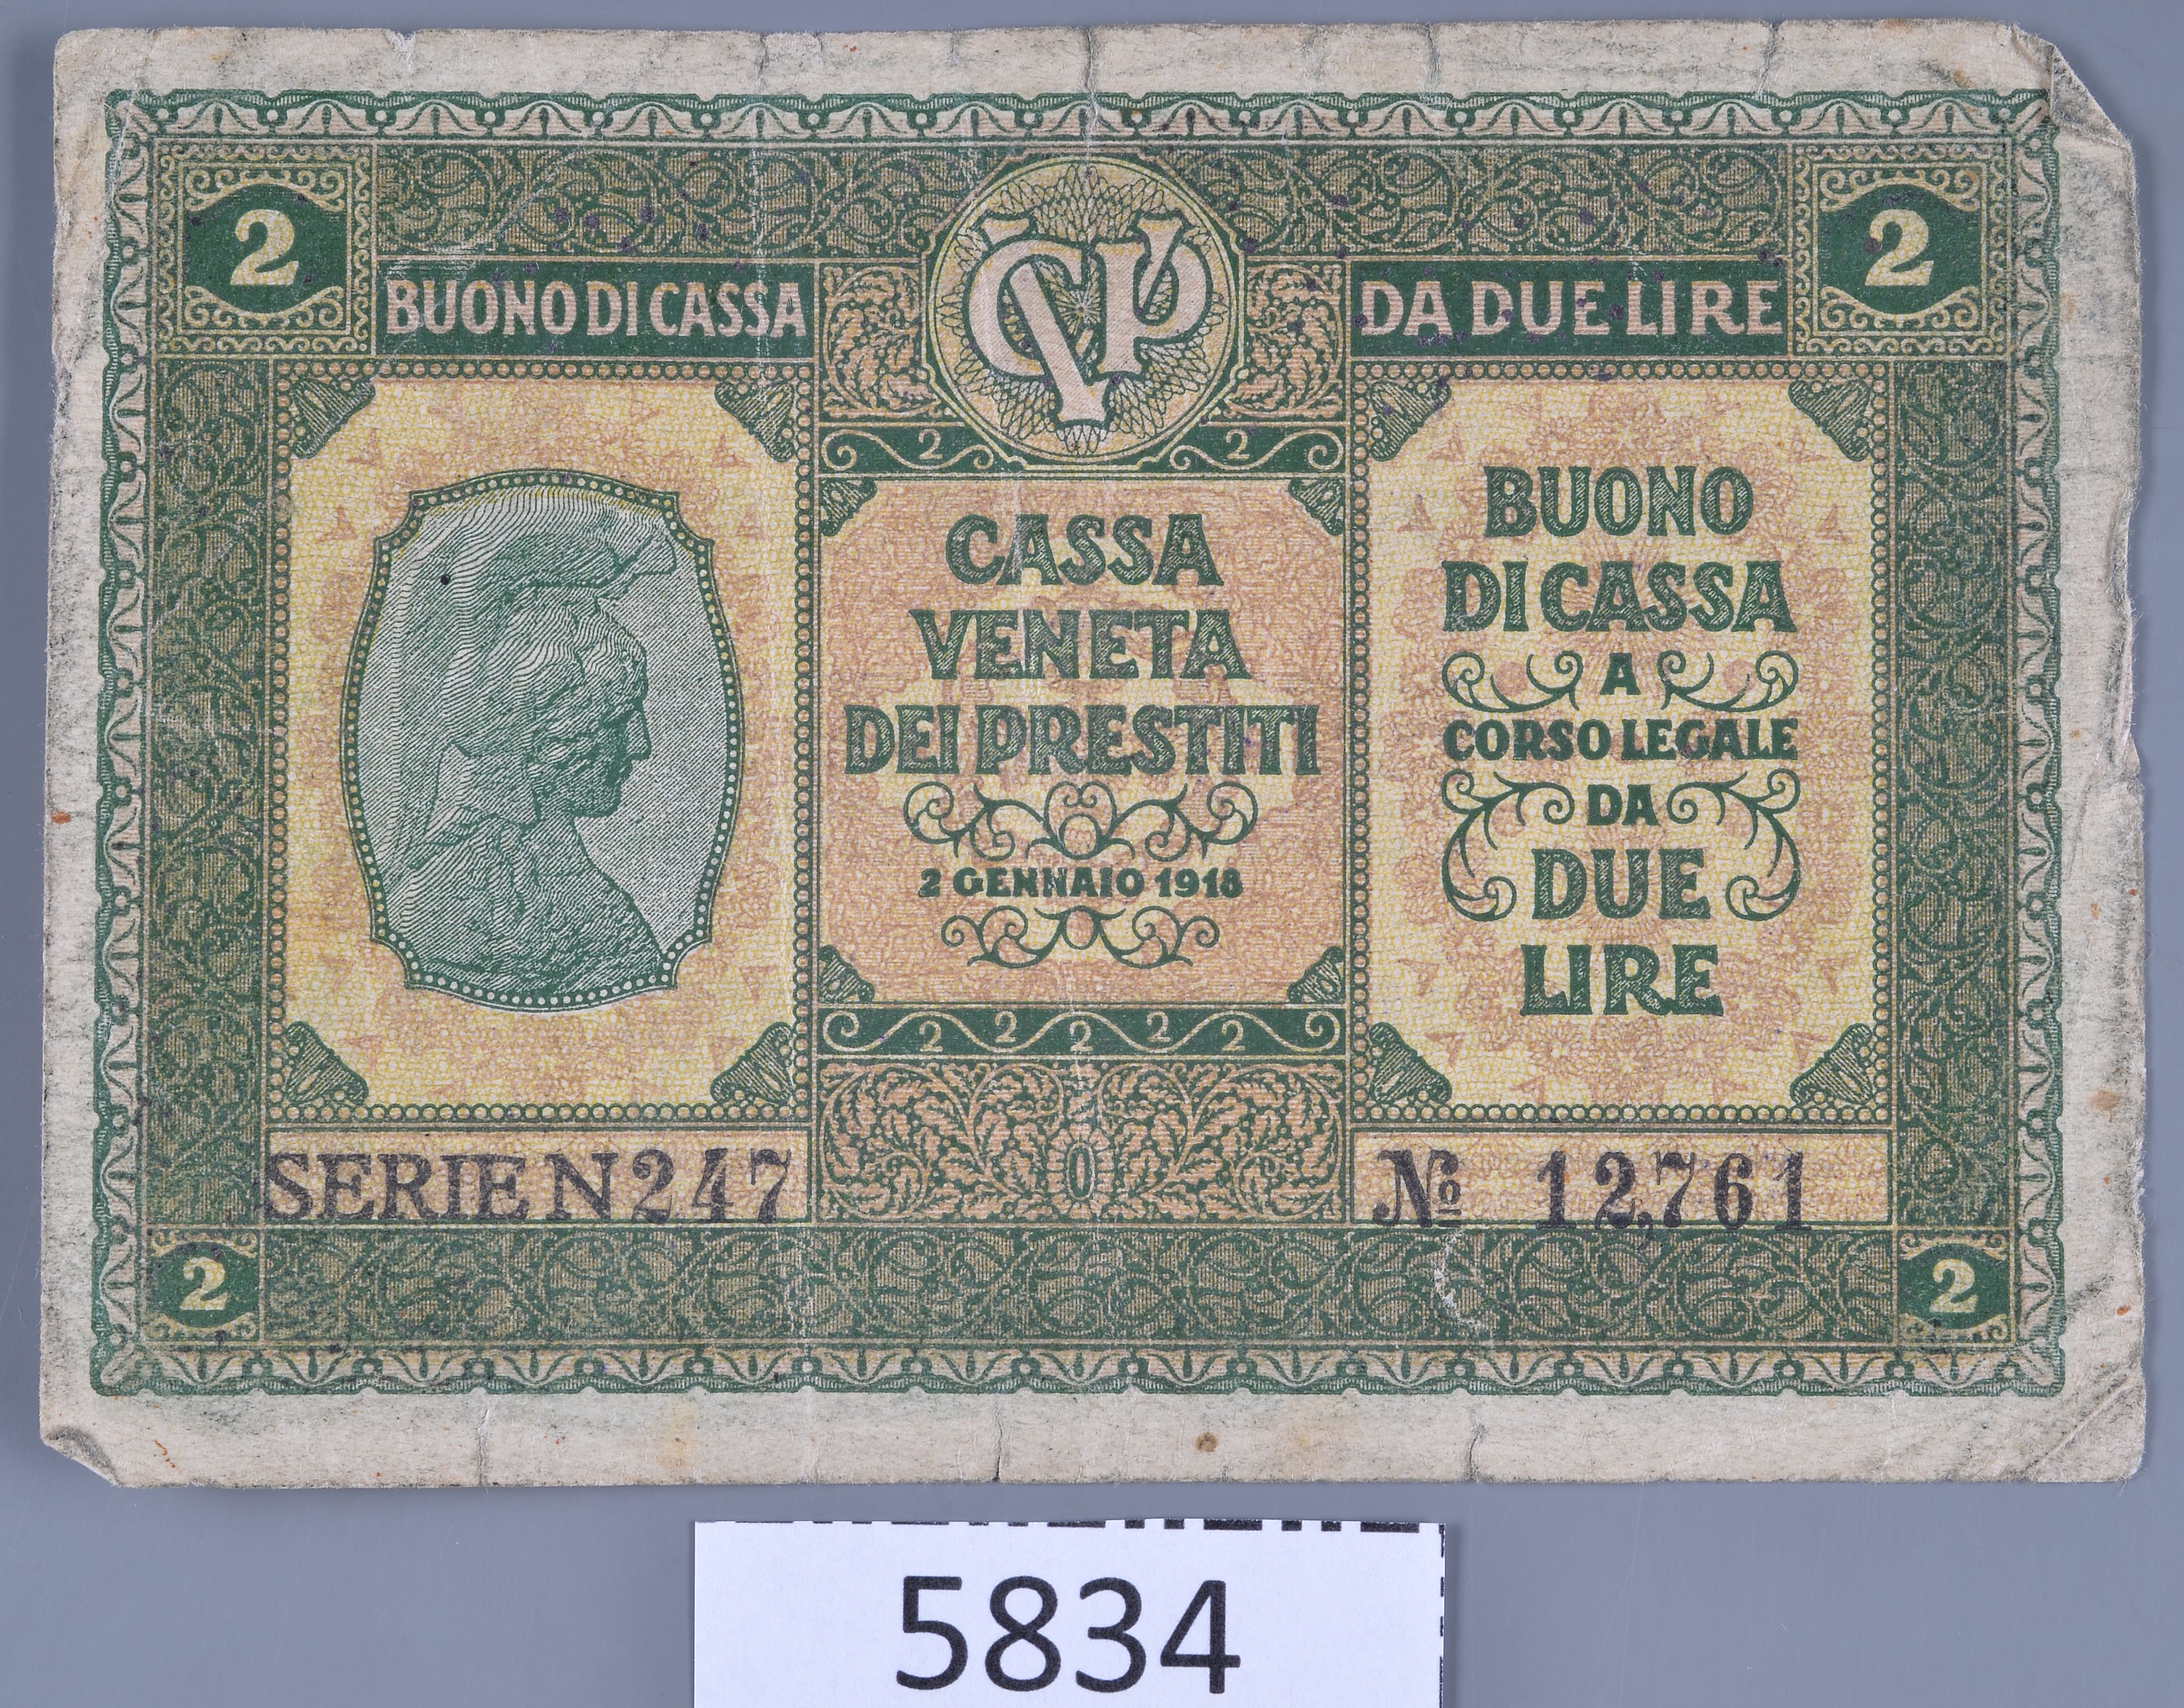 2
2
BUONO DI CASSA
CVP
DA DUE LIRE
2 2
CASSA
VENETA
DEI PRESTITI
2 GENNAIO 1918
BUONO
DI CASSA
A
CORSO LEGALE
DA
DUE
LIRE
2 2 2 2 2
SERIE N 247
No 12,761
2
2
5834